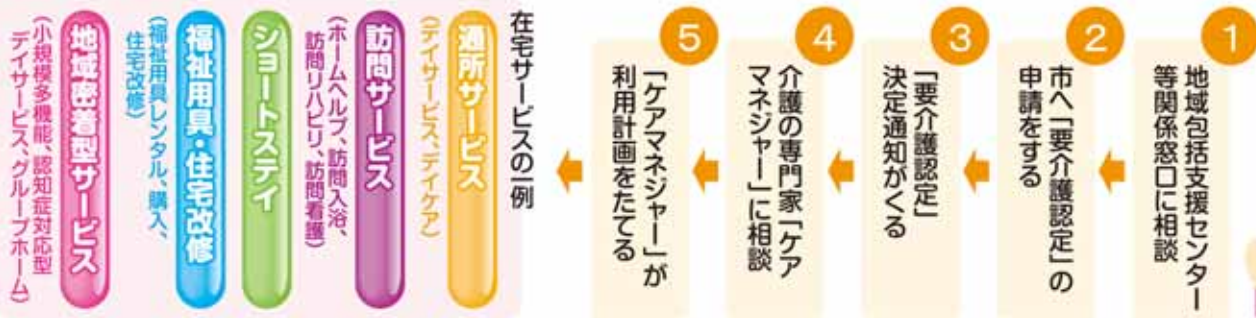 1
地域包括支援センター
等関係窓口に相談
2
市へ「要介護認定」の
申請をする
3
「要介護認定」
決定通知がくる
4
介護の専門家「ケア
マネジャー」に相談
5
「ケアマネジャー」が
利用計画をたてる
在宅サービスの一例
通所サービス
(デイサービス、デイケア)
訪問サービス
(ホームヘルプ、訪問入浴、
訪問リハビリ、訪問看護)
ショートステイ
福祉用具・住宅改修
(福祉用具レンタル、購入、
住宅改修)
地域密着型サービス
(小規模多機能、認知症対応型
デイサービス、グループホーム)